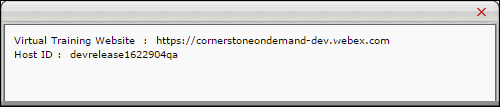 Virtual Training Website : https://cornerstoneondemand-dev.webex.com
Host ID : devrelease1622904qa